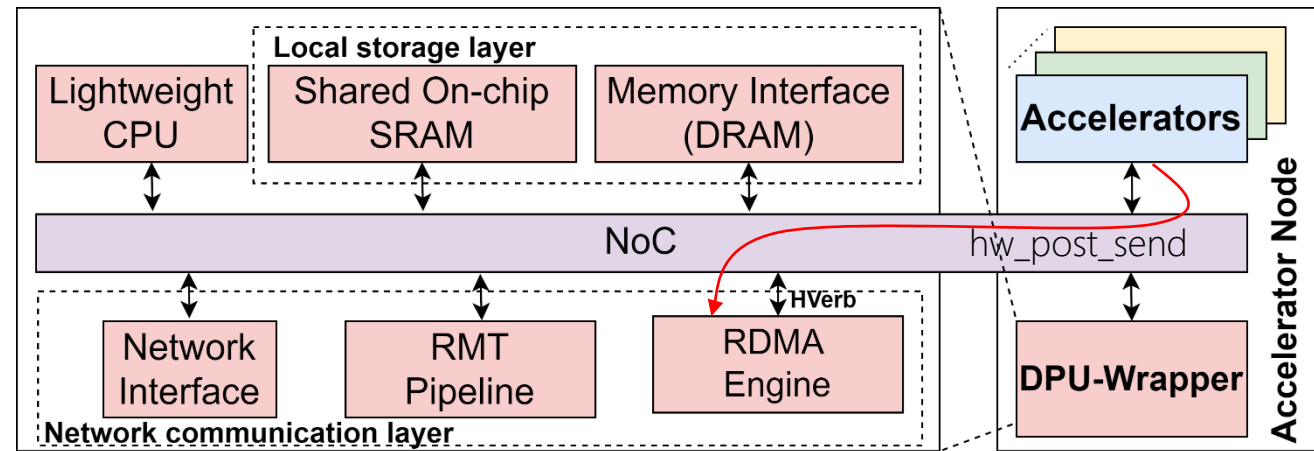 Local storage layer
Lightweight
CPU
Shared On-chip
SRAM
Memory Interface
(DRAM)
NoC
HVerb
Network
Interface
RMT
Pipeline
RDMA
Engine
Network communication layer
Accelerators
hw_post_send
DPU-Wrapper
Accelerator Node